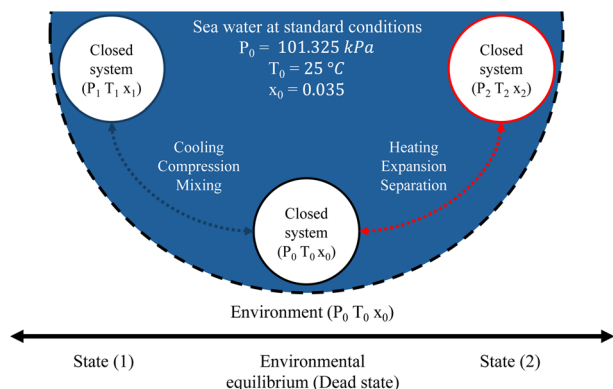 Sea water at standard conditions
P₀ = 101.325 kPa
T₀ = 25 °C
x₀ = 0.035
Closed
system
(P₁ T₁ x₁)
Closed
system
(P₂ T₂ x₂)
Cooling
Compression
Mixing
Heating
Expansion
Separation
Closed
system
(P₀ T₀ x₀)
Environment (P₀ T₀ x₀)
State (1)
Environmental
equilibrium (Dead state)
State (2)